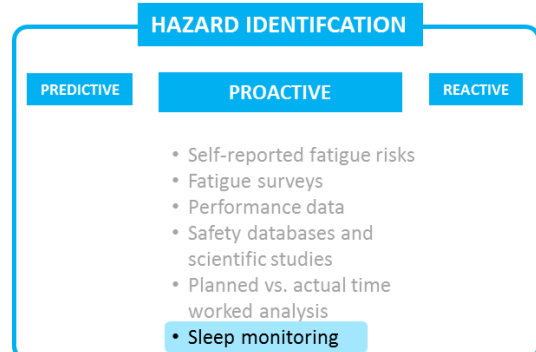 HAZARD IDENTIFCATION
PREDICTIVE
PROACTIVE
REACTIVE
• Self-reported fatigue risks
• Fatigue surveys
• Performance data
• Safety databases and
scientific studies
• Planned vs. actual time
worked analysis
• Sleep monitoring